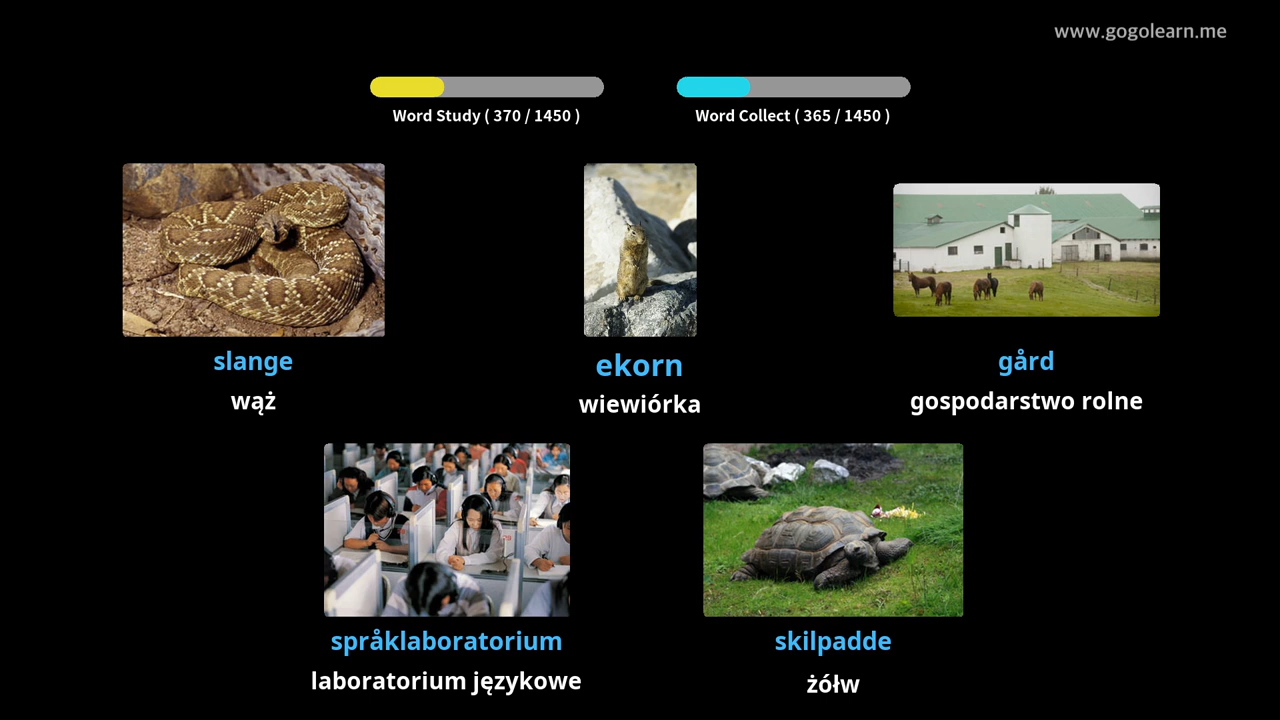 www.gogolearn.me
Word Study ( 370 / 1450 )
Word Collect ( 365 / 1450 )
slange
wąż
ekorn
wiewiórka
gård
gospodarstwo rolne
språklaboratorium
laboratorium językowe
skilpadde
żółw